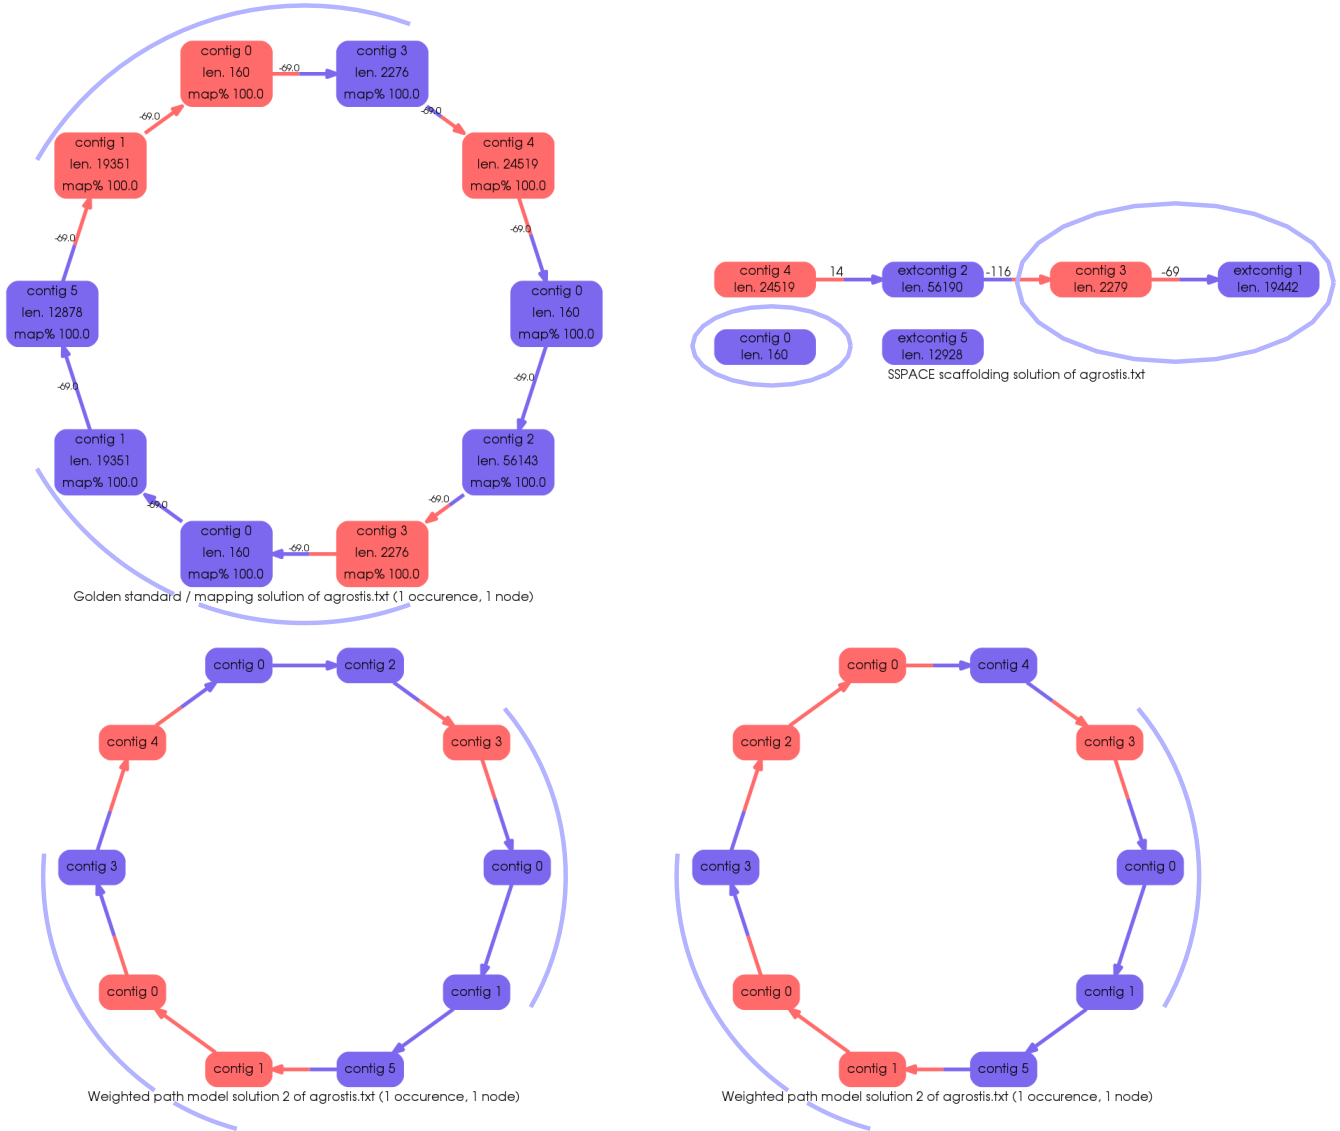 contig 0
len. 160
map% 100.0
-69.0
contig 3
len. 2276
map% 100.0
-69.0
contig 4
len. 24519
map% 100.0
-69.0
contig 0
len. 160
map% 100.0
-69.0
contig 2
len. 56143
map% 100.0
-69.0
contig 3
len. 2276
map% 100.0
-69.0
contig 0
len. 160
map% 100.0
-69.0
contig 1
len. 19351
map% 100.0
-69.0
contig 5
len. 12878
map% 100.0
-69.0
contig 1
len. 19351
map% 100.0
-69.0
Golden standard / mapping solution of agrostis.txt (1 occurence, 1 node)
contig 4
len. 24519
14
extcontig 2
len. 56190
-116
contig 3
len. 2279
-69
extcontig 1
len. 19442
contig 0
len. 160
extcontig 5
len. 12928
SSPACE scaffolding solution of agrostis.txt
contig 0
contig 2
contig 3
contig 0
contig 1
contig 5
contig 1
contig 0
contig 3
contig 4
Weighted path model solution 2 of agrostis.txt (1 occurence, 1 node)
contig 0
contig 4
contig 3
contig 0
contig 1
contig 5
contig 1
contig 0
contig 3
contig 2
Weighted path model solution 2 of agrostis.txt (1 occurence, 1 node)